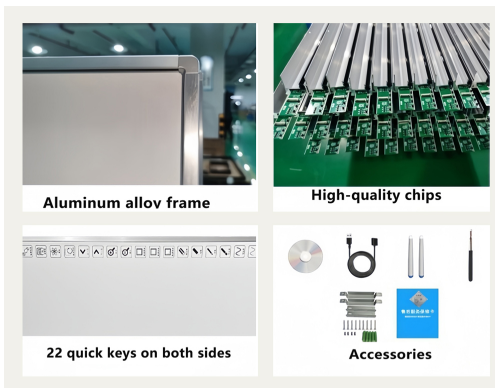 Aluminum alloy frame
High-quality chips
22 quick keys on both sides
Accessories